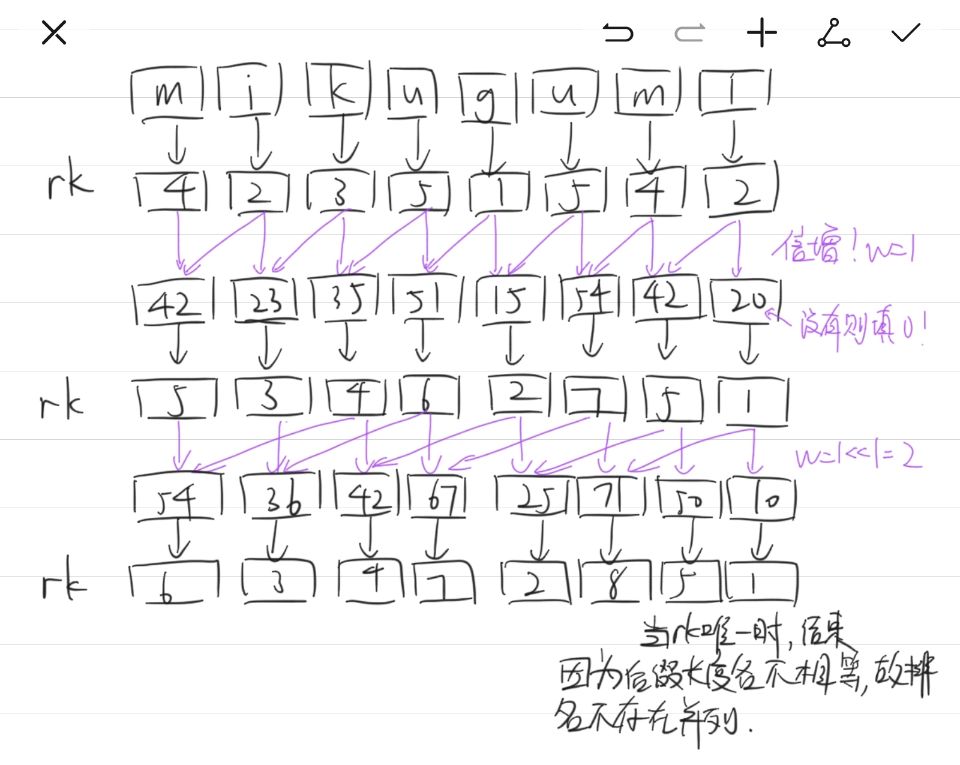 m i k u g u m i
rk 4 2 3 5 1 5 4 2
倍增！w=1
42 23 35 51 15 54 42 20
没有则填0！
rk 5 3 4 6 2 7 5 1
w=1<<1=2
54 36 42 67 25 71 50 10
rk 6 3 4 7 2 8 5 1
当rk唯一时，结束
因为后缀长度各不相等，故排
名不存在并列．